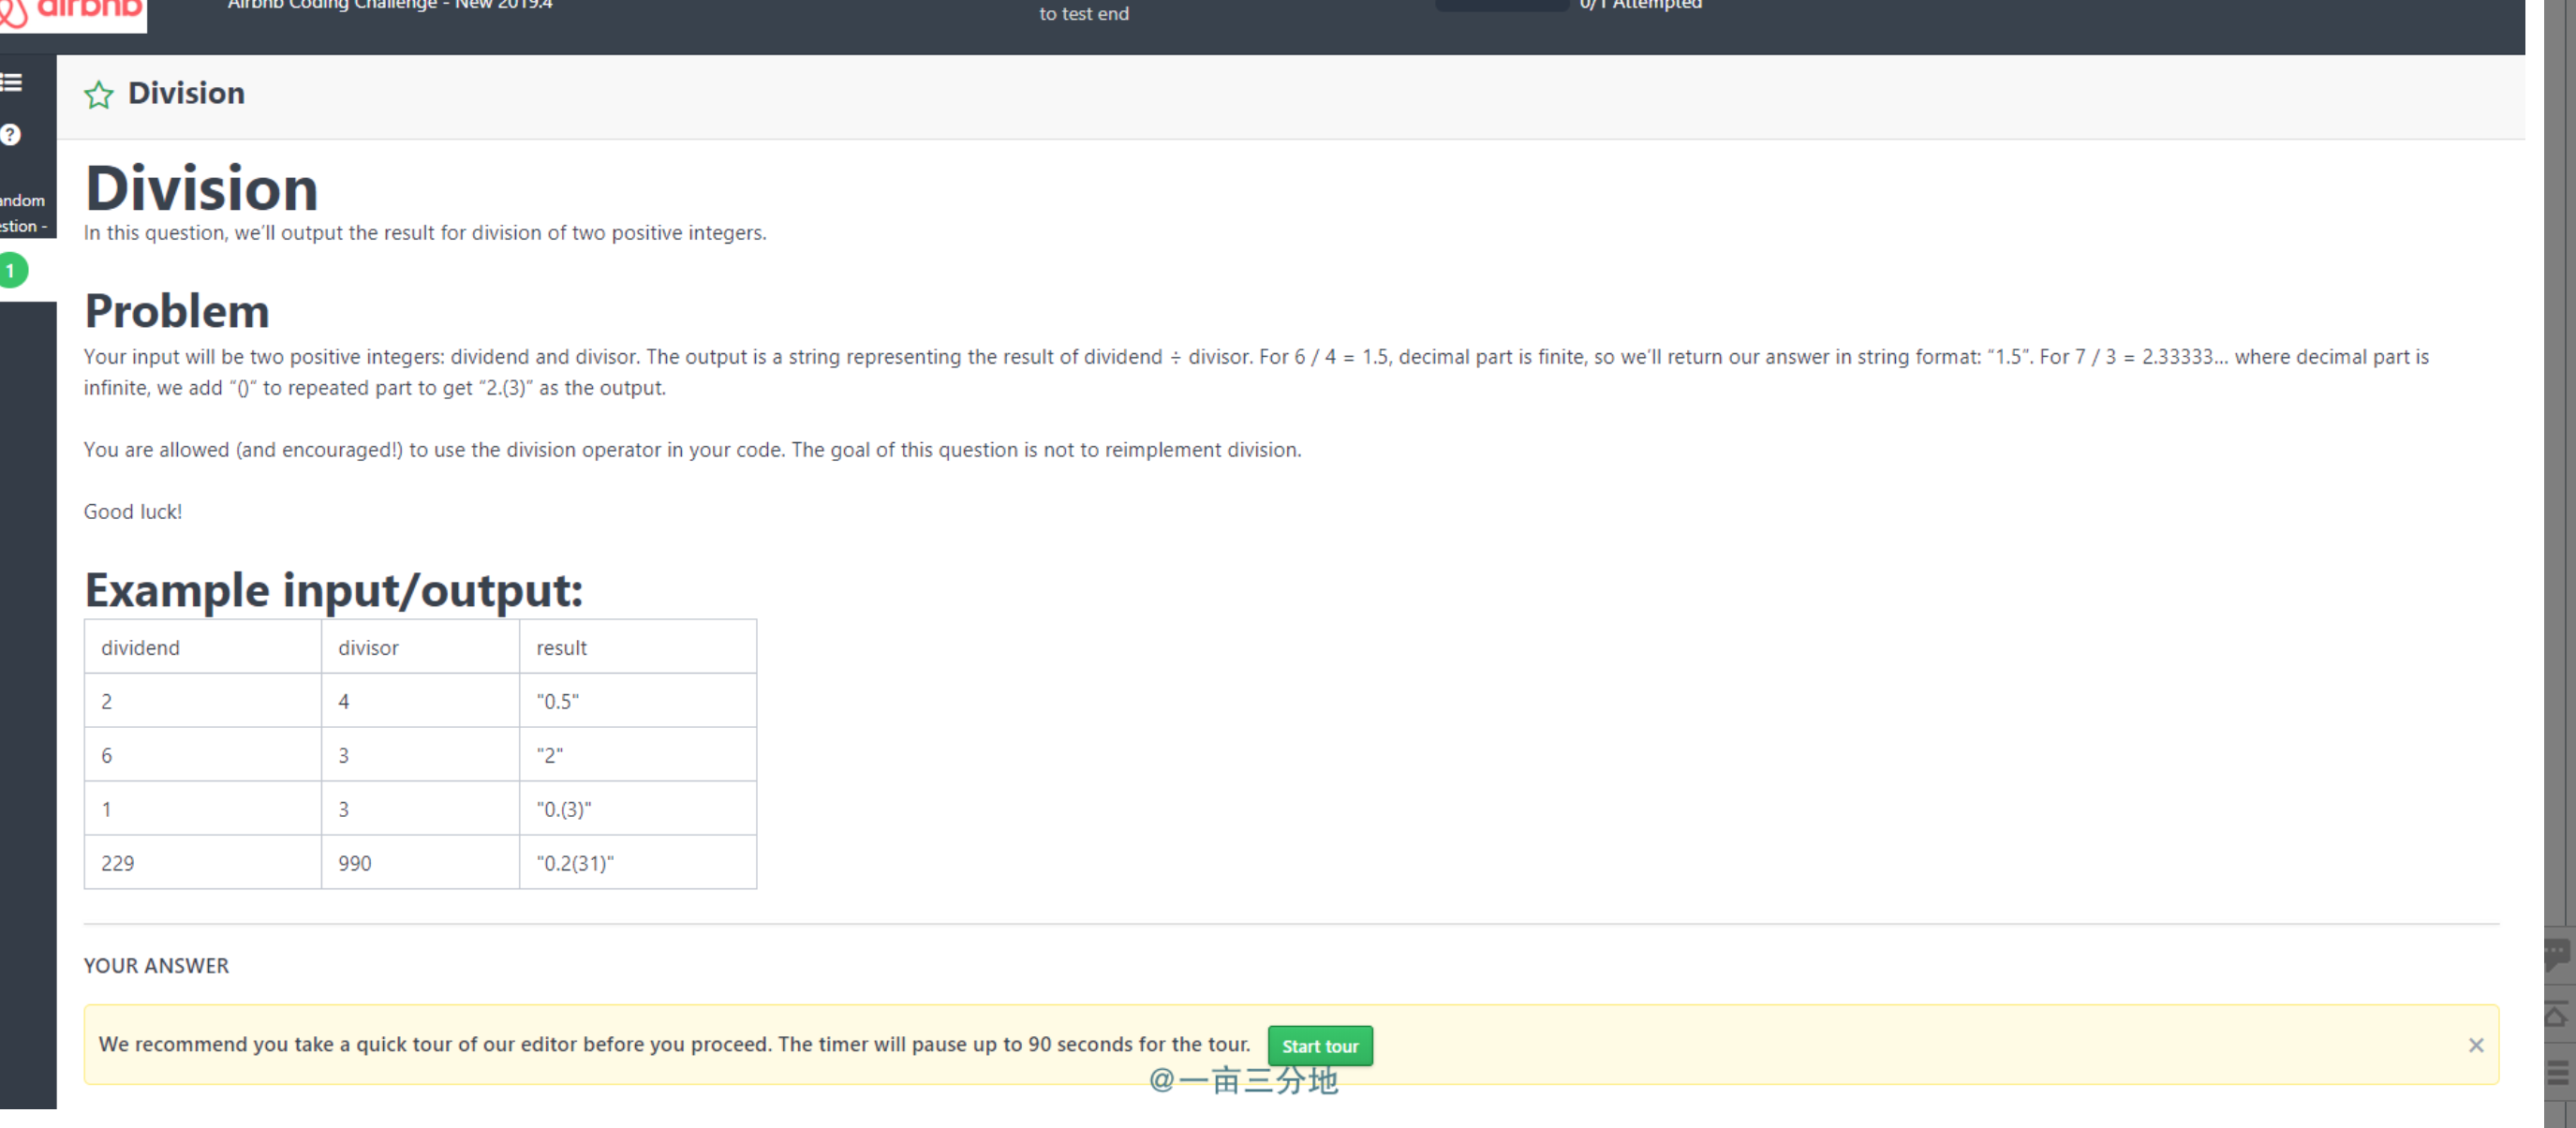 airbnb
Airbnb Coding Challenge - New 2019.4
to test end
0/1 Attempted
Division
andom
stion -
1
Division
In this question, we’ll output the result for division of two positive integers.
Problem
Your input will be two positive integers: dividend and divisor. The output is a string representing the result of dividend ÷ divisor. For 6 / 4 = 1.5, decimal part is finite, so we’ll return our answer in string format: “1.5”. For 7 / 3 = 2.33333... where decimal part is
infinite, we add “()“ to repeated part to get “2.(3)” as the output.
You are allowed (and encouraged!) to use the division operator in your code. The goal of this question is not to reimplement division.
Good luck!
Example input/output:
dividend divisor result
2 4 "0.5"
6 3 "2"
1 3 "0.(3)"
229 990 "0.2(31)"
YOUR ANSWER
We recommend you take a quick tour of our editor before you proceed. The timer will pause up to 90 seconds for the tour. Start tour
@一亩三分地